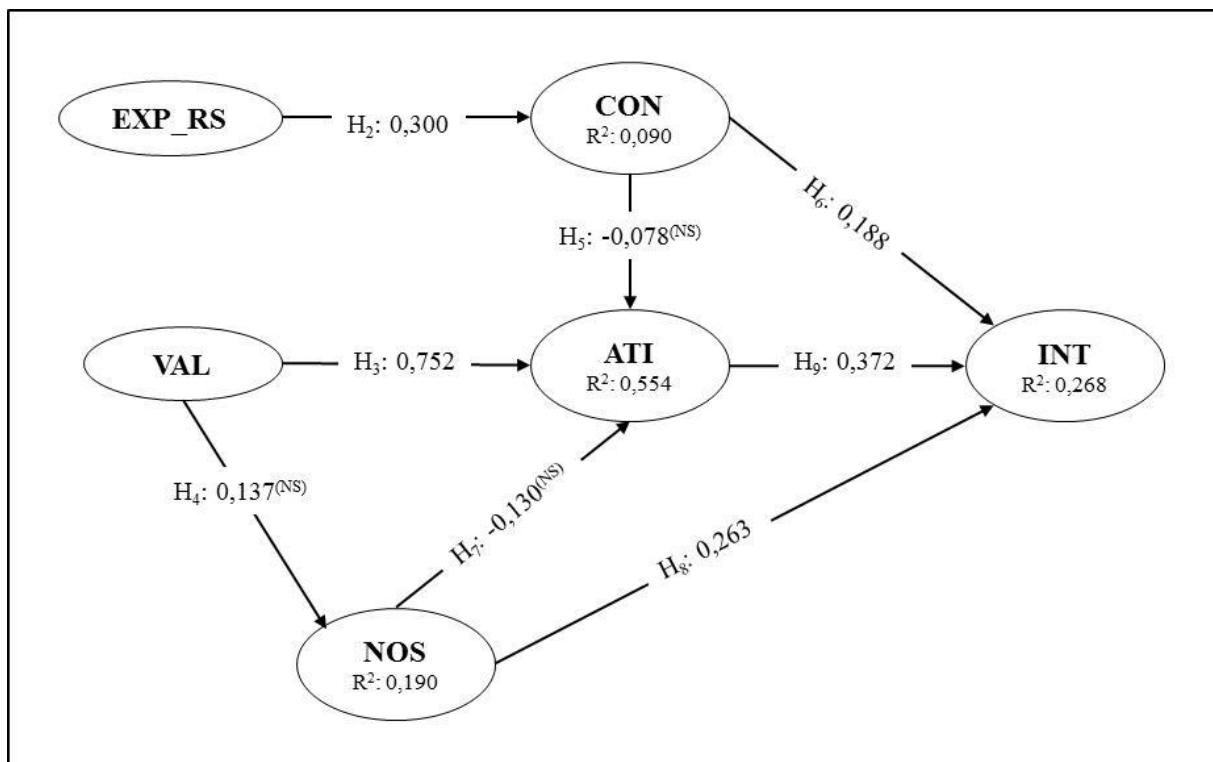 EXP_RS
H₂: 0,300
CON
R²: 0,090
H₆: 0,188
H₅: -0,078(NS)
VAL
H₃: 0,752
ATI
R²: 0,554
H₉: 0,372
INT
R²: 0,268
H₄: 0,137(NS)
H₇: -0,130(NS)
H₈: 0,263
NOS
R²: 0,190